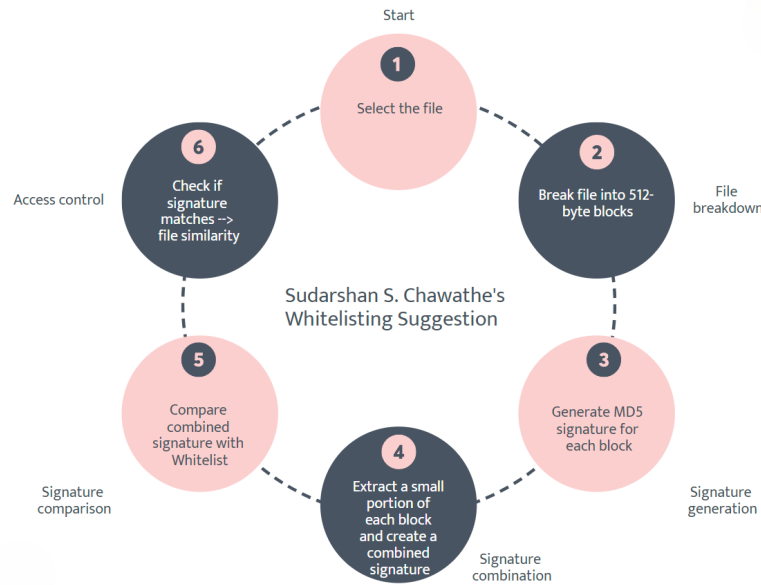 Start
1
Select the file
2
Break file into 512-
byte blocks
File
breakdown
3
Generate MD5
signature for
each block
Signature
generation
4
Extract a small
portion of
each block
and create a
combined
signature
Signature
combination
5
Compare
combined
signature with
Whitelist
Signature
comparison
6
Check if
signature
matches -->
file similarity
Access control
Sudarshan S. Chawathe's
Whitelisting Suggestion